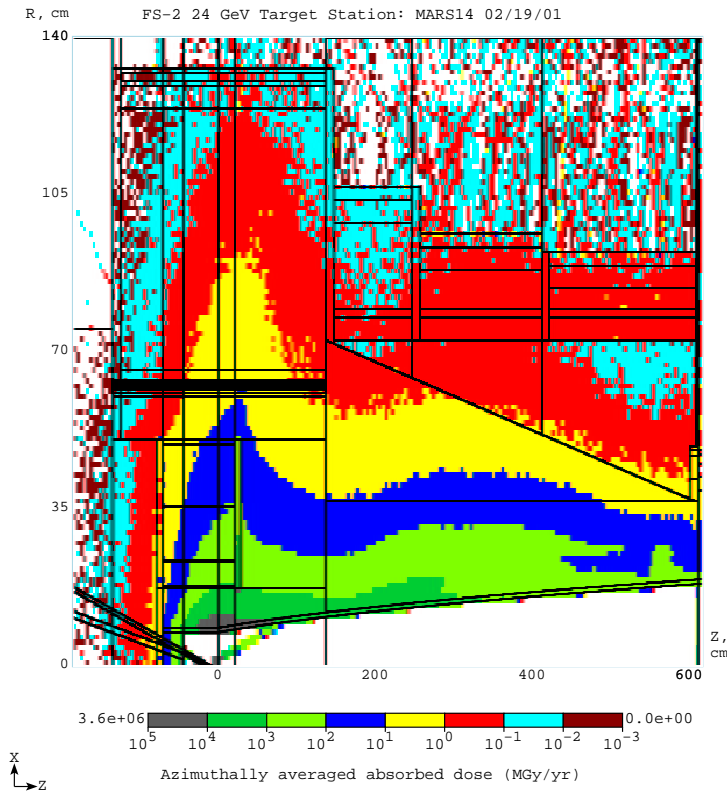 R, cm FS-2 24 GeV Target Station: MARS14 02/19/01
140
105
70
35
0
0 200 400 600
Z, cm
3.6e+06 0.0e+00
10^5 10^4 10^3 10^2 10^1 10^0 10^-1 10^-2 10^-3
Azimuthally averaged absorbed dose (MGy/yr)
X
Z